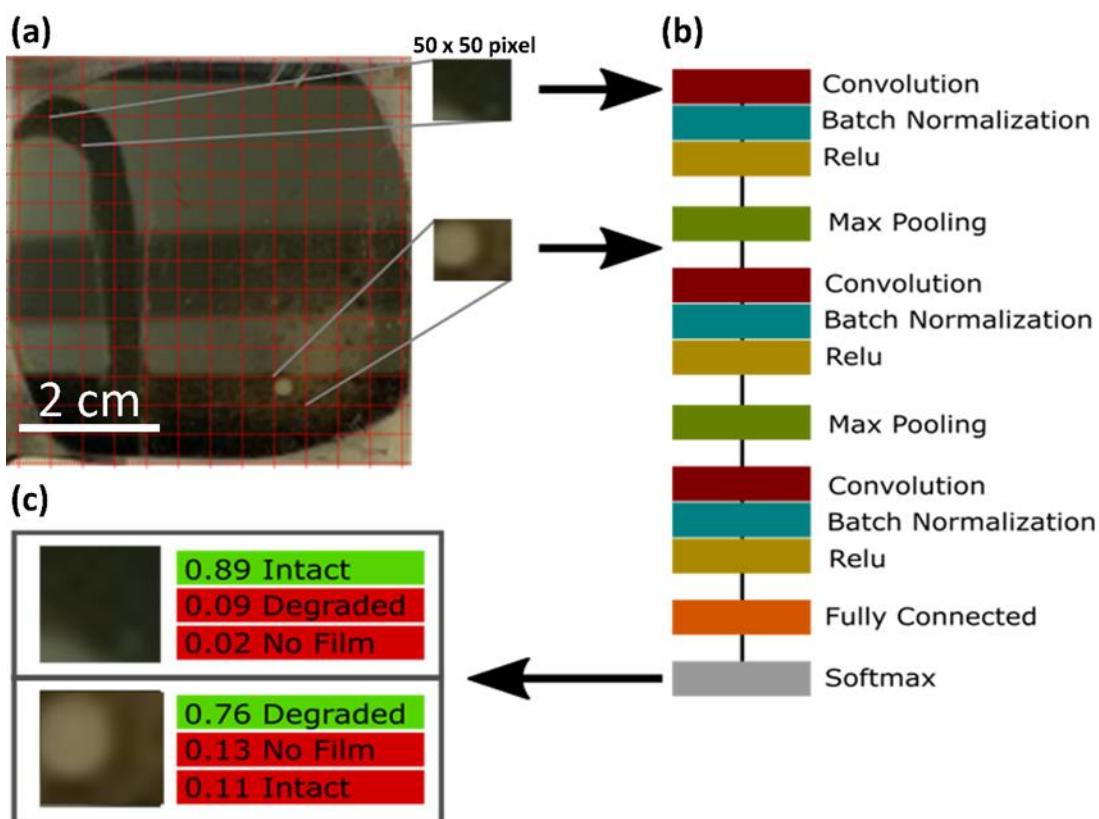 (a)
50 x 50 pixel
2 cm
(b)
Convolution
Batch Normalization
Relu
Max Pooling
Convolution
Batch Normalization
Relu
Max Pooling
Convolution
Batch Normalization
Relu
Fully Connected
Softmax
(c)
0.89 Intact
0.09 Degraded
0.02 No Film
0.76 Degraded
0.13 No Film
0.11 Intact